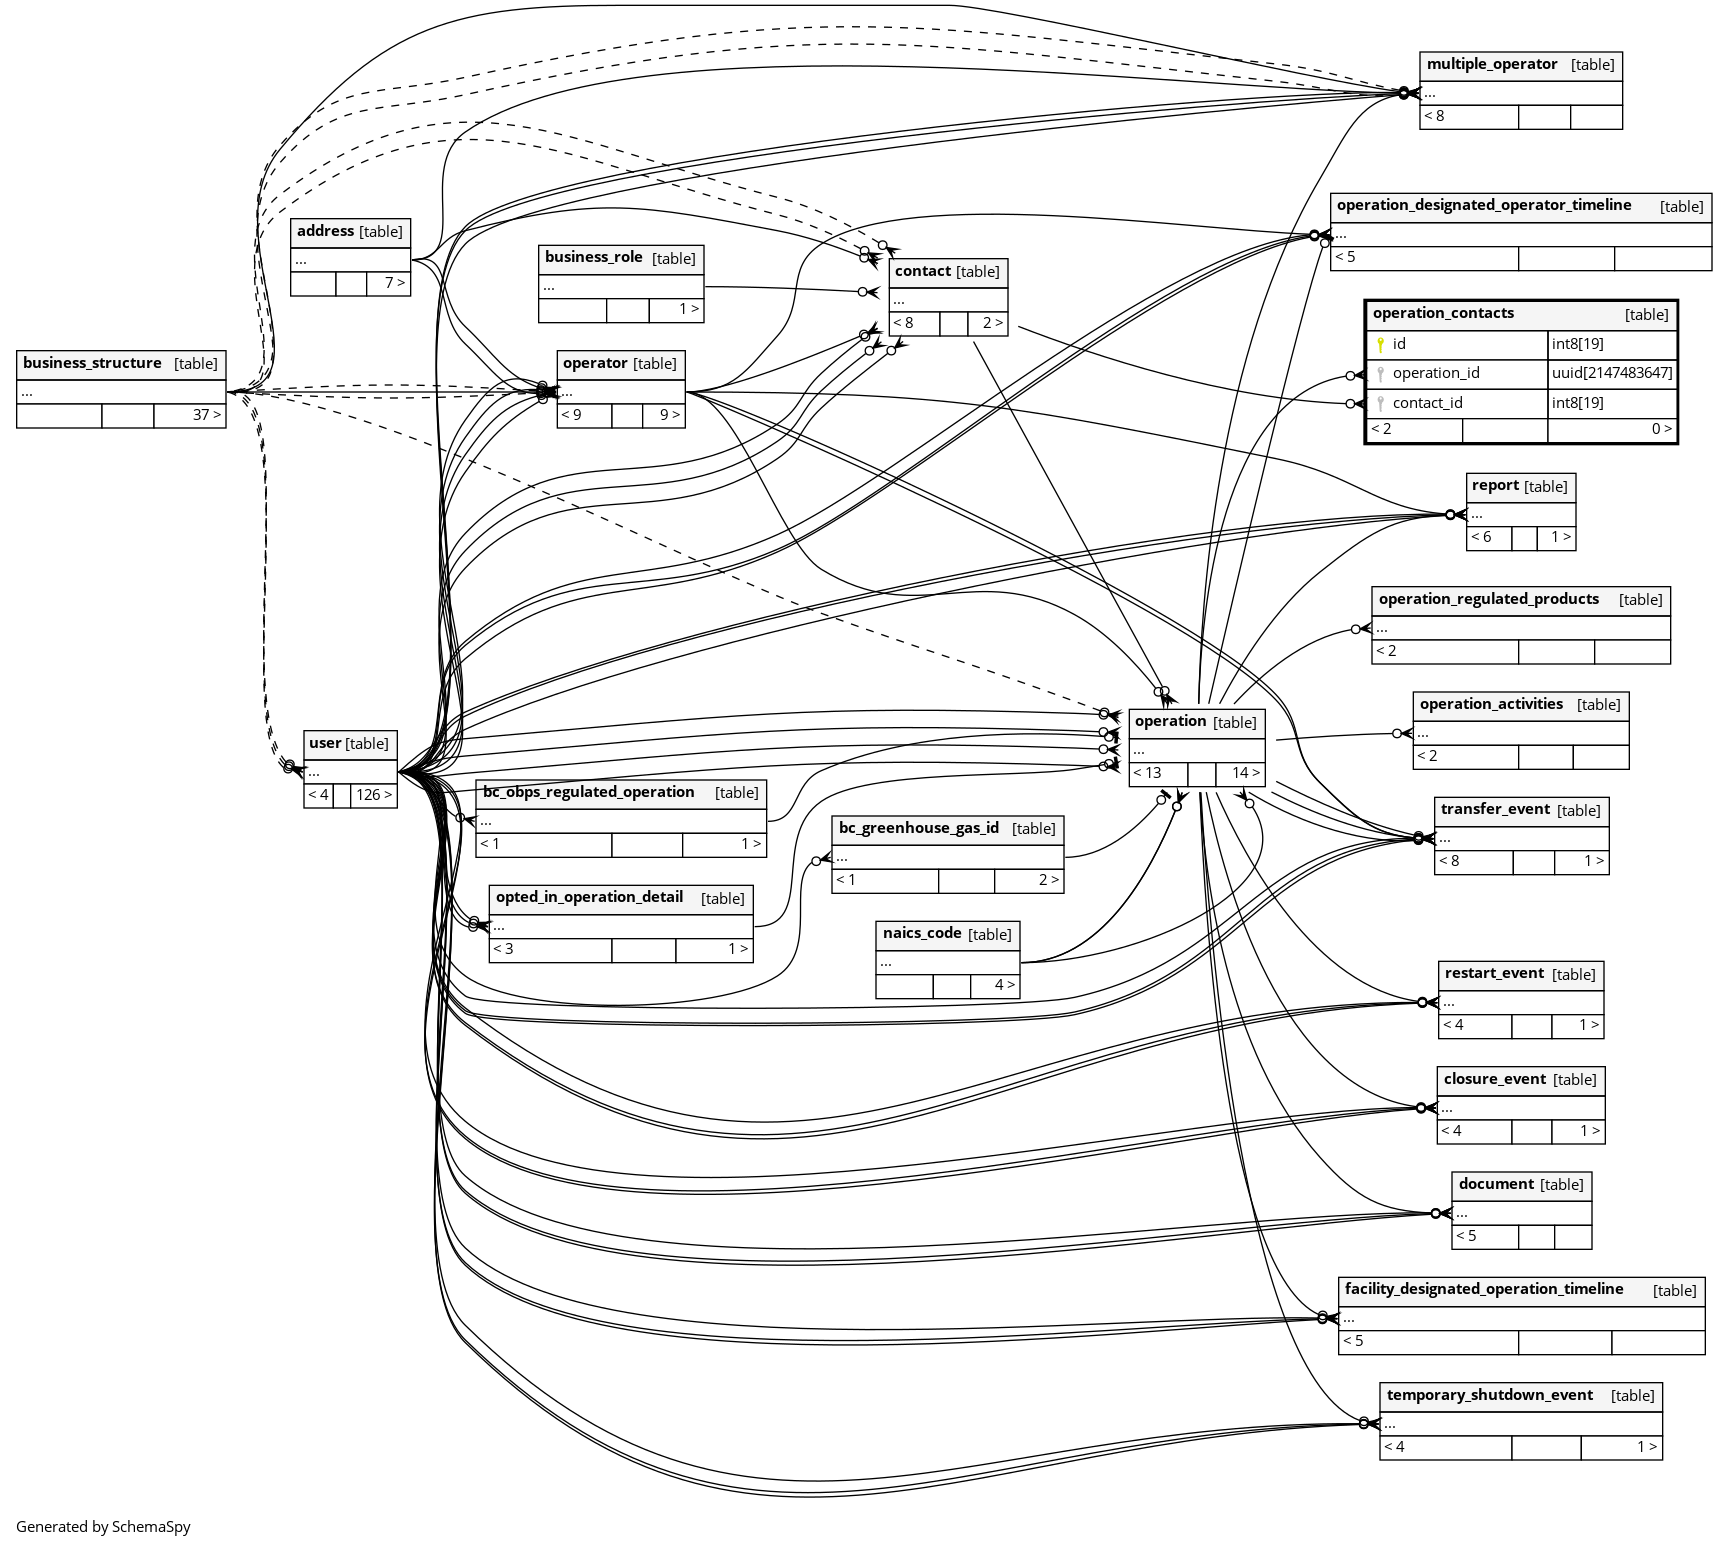 multiple_operator [table]
...
< 8
operation_designated_operator_timeline [table]
...
< 5
address [table]
...
7 >
business_role [table]
...
1 >
contact [table]
...
< 8 2 >
operation_contacts [table]
id int8[19]
operation_id uuid[2147483647]
contact_id int8[19]
< 2 0 >
business_structure [table]
...
37 >
operator [table]
...
< 9 9 >
report [table]
...
< 6 1 >
operation_regulated_products [table]
...
< 2
operation_activities [table]
...
< 2
operation [table]
...
< 13 14 >
user [table]
...
< 4 126 >
bc_obps_regulated_operation [table]
...
< 1 1 >
bc_greenhouse_gas_id [table]
...
< 1 2 >
transfer_event [table]
...
< 8 1 >
opted_in_operation_detail [table]
...
< 3 1 >
naics_code [table]
...
4 >
restart_event [table]
...
< 4 1 >
closure_event [table]
...
< 4 1 >
document [table]
...
< 5
facility_designated_operation_timeline [table]
...
< 5
temporary_shutdown_event [table]
...
< 4 1 >
Generated by SchemaSpy